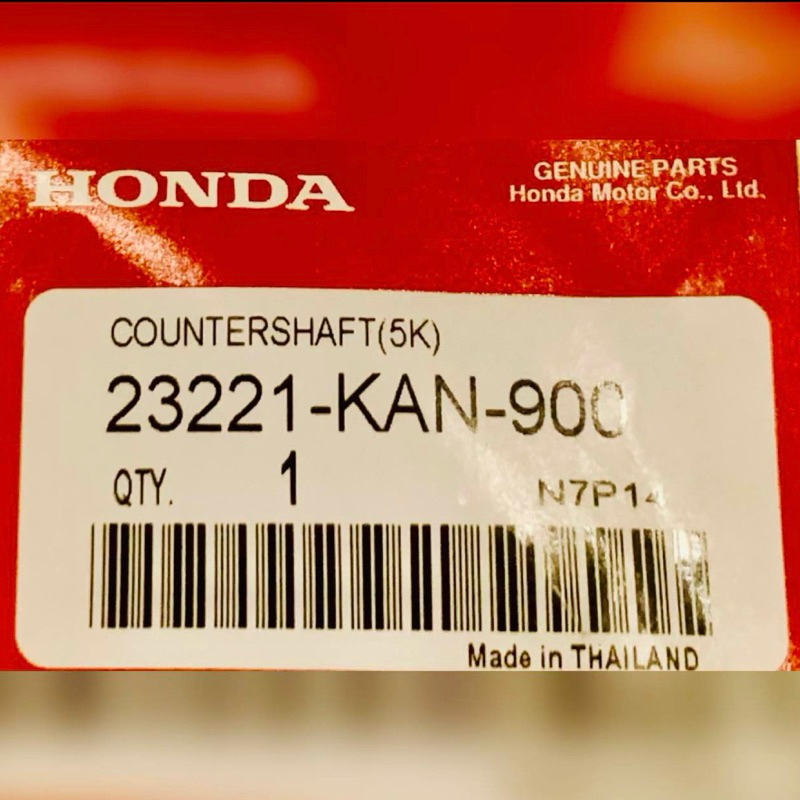 HONDA
GENUINE PARTS
Honda Motor Co., Ltd.
COUNTERSHAFT(5K)
23221-KAN-900
QTY. 1 N7P14
Made in THAILAND